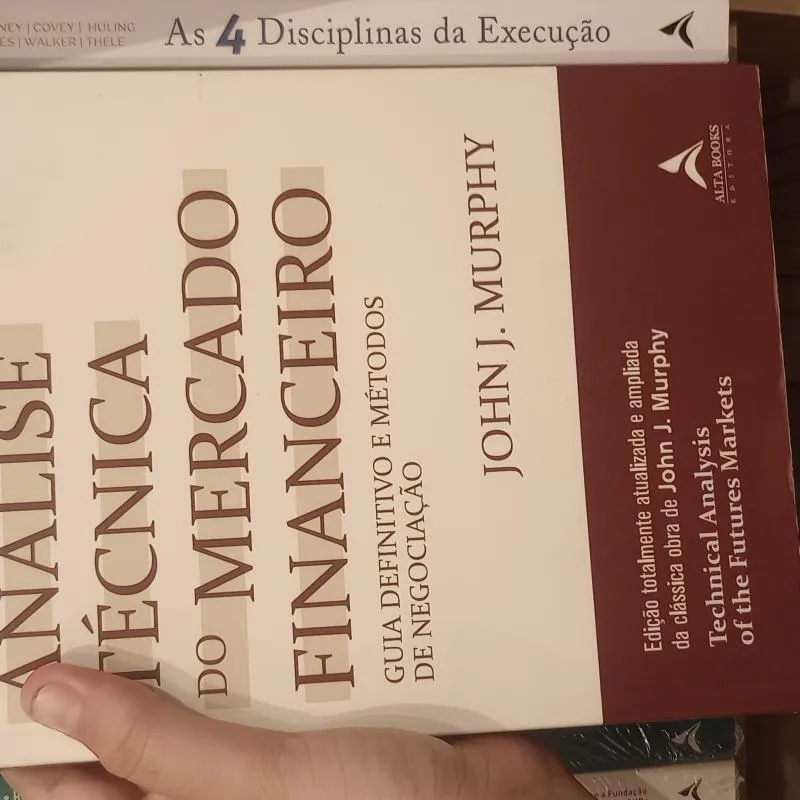 NEY | COVEY | HULING
ES | WALKER | THELE
As 4 Disciplinas da Execução
ANÁLISE
TÉCNICA
DO MERCADO
FINANCEIRO
GUIA DEFINITIVO E MÉTODOS
DE NEGOCIAÇÃO
JOHN J. MURPHY
Edição totalmente atualizada e ampliada
da clássica obra de John J. Murphy
Technical Analysis
of the Futures Markets
ALTA BOOKS
EDITORA
e a Fundação